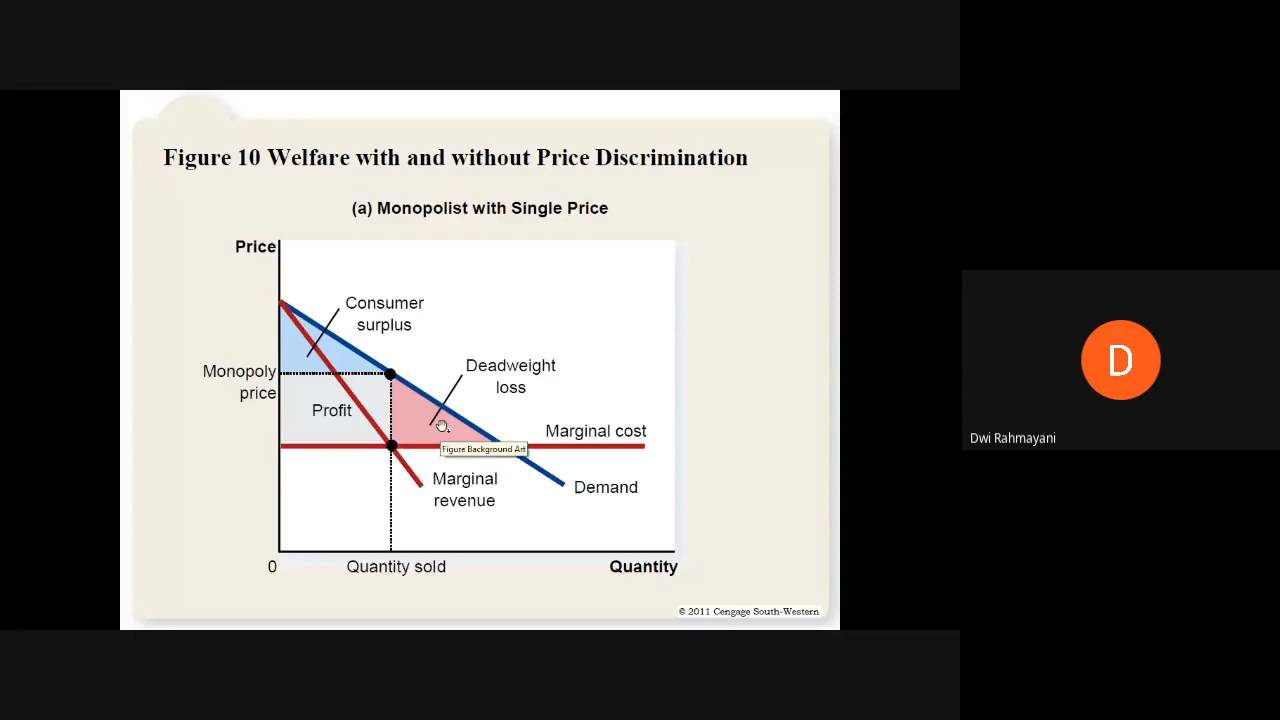 Figure 10 Welfare with and without Price Discrimination
(a) Monopolist with Single Price
Price
Consumer
surplus
Monopoly
price
Deadweight
loss
Profit
Marginal cost
Figure Background Art
Marginal
revenue
Demand
0
Quantity sold
Quantity
© 2011 Cengage South-Western
D
Dwi Rahmayani